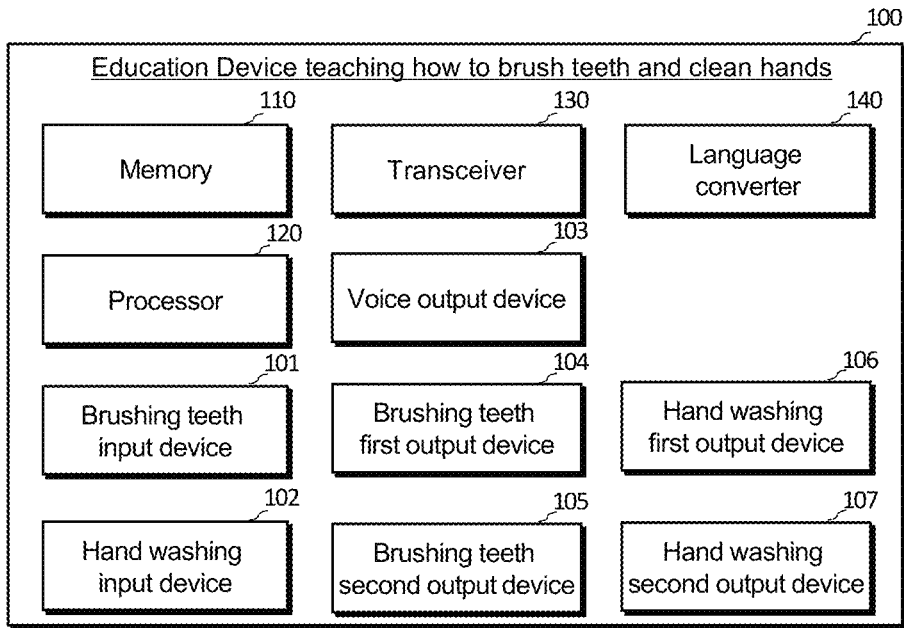 100
Education Device teaching how to brush teeth and clean hands
110
130
140
Memory
Transceiver
Language
converter
120
103
Processor
Voice output device
101
104
106
Brushing teeth
input device
Brushing teeth
first output device
Hand washing
first output device
102
105
107
Hand washing
input device
Brushing teeth
second output device
Hand washing
second output device